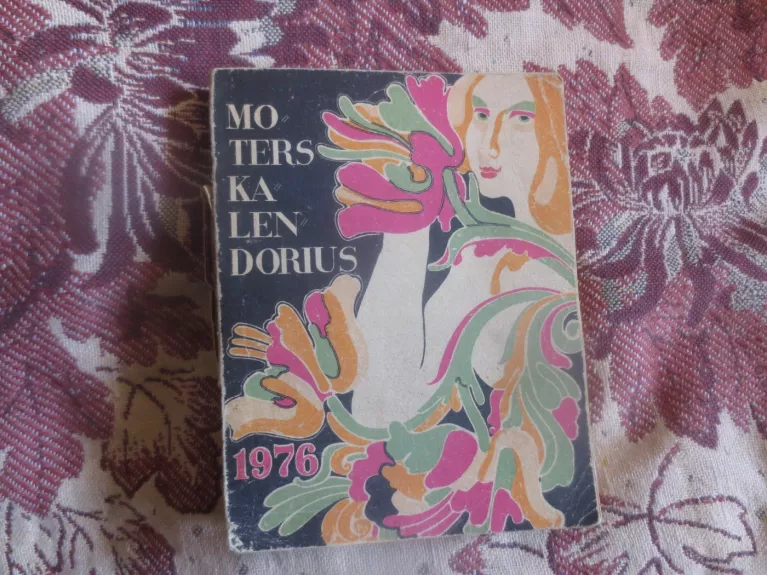 MO"
TERS
KA"
LEN"
DORIUS
1976